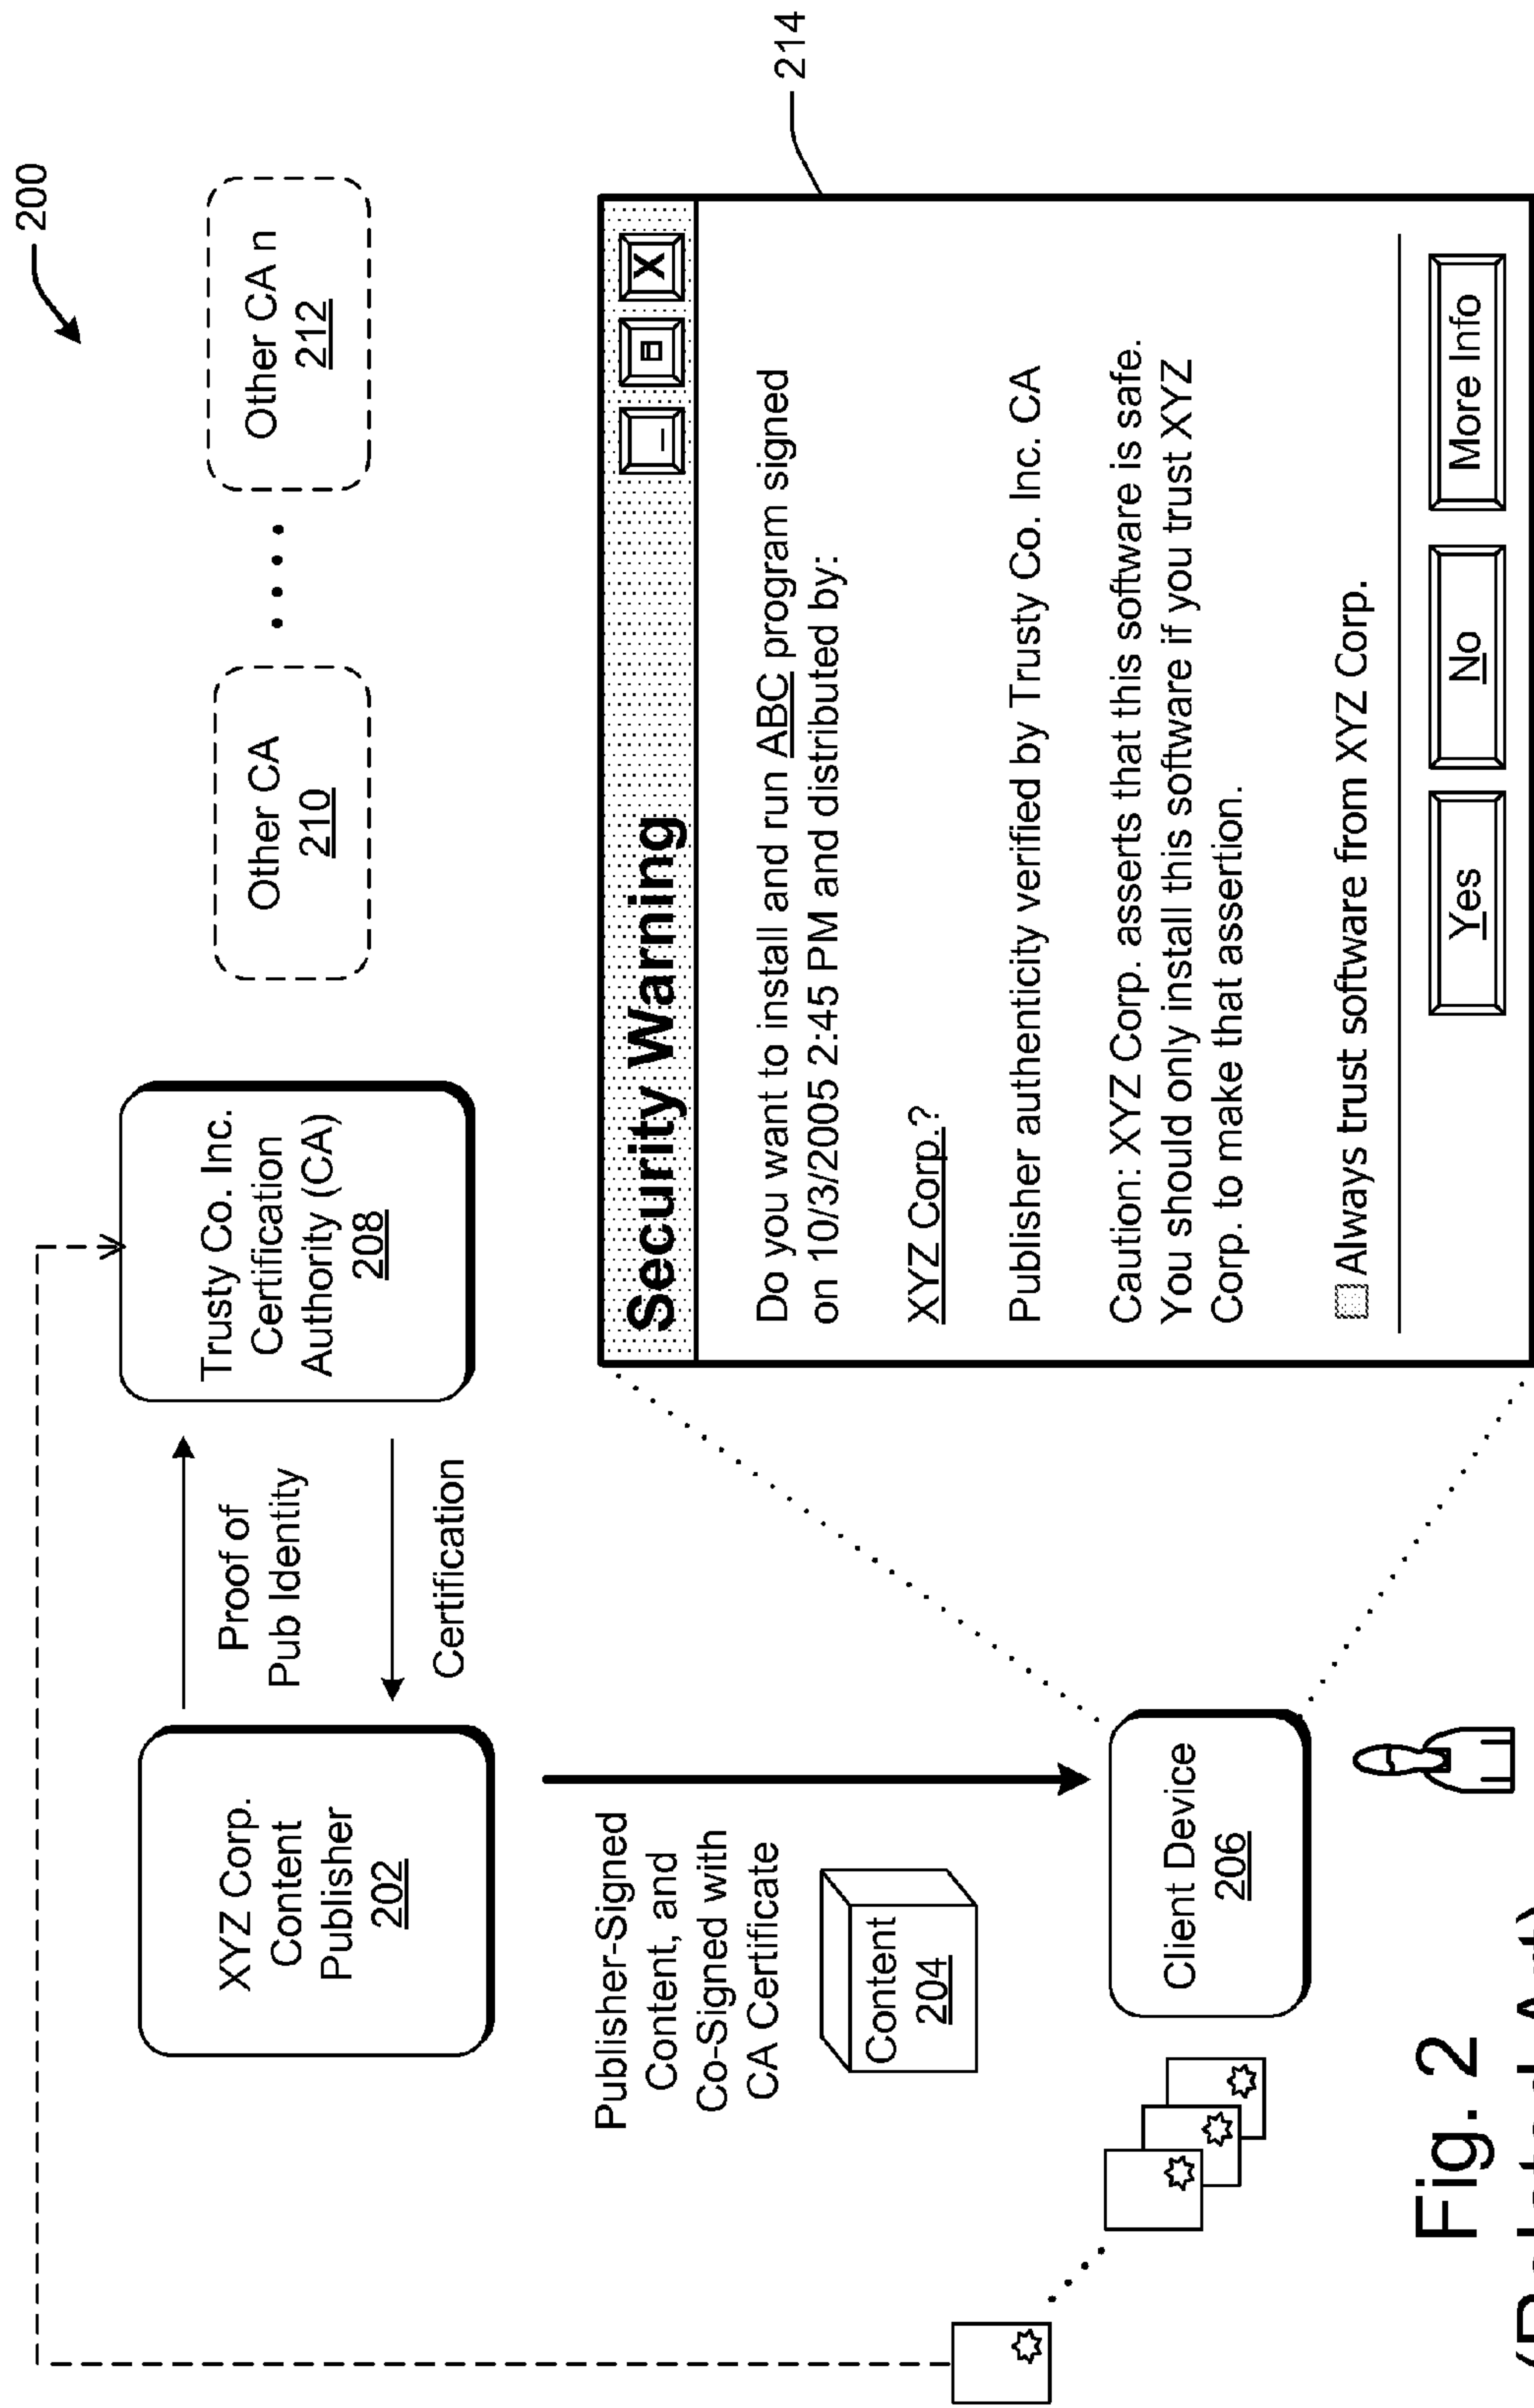 200
XYZ Corp.
Content
Publisher
202
Proof of
Pub Identity
Certification
Trusty Co. Inc.
Certification
Authority (CA)
208
Other CA
210
Other CA n
212
Publisher-Signed
Content, and
Co-Signed with
CA Certificate
Content
204
Client Device
206
214
Security Warning
X
Do you want to install and run ABC program signed
on 10/3/2005 2:45 PM and distributed by:
XYZ Corp.?
Publisher authenticity verified by Trusty Co. Inc. CA
Caution: XYZ Corp. asserts that this software is safe.
You should only install this software if you trust XYZ
Corp. to make that assertion.
Always trust software from XYZ Corp.
Yes
No
More Info
Fig. 2
(Related Art)